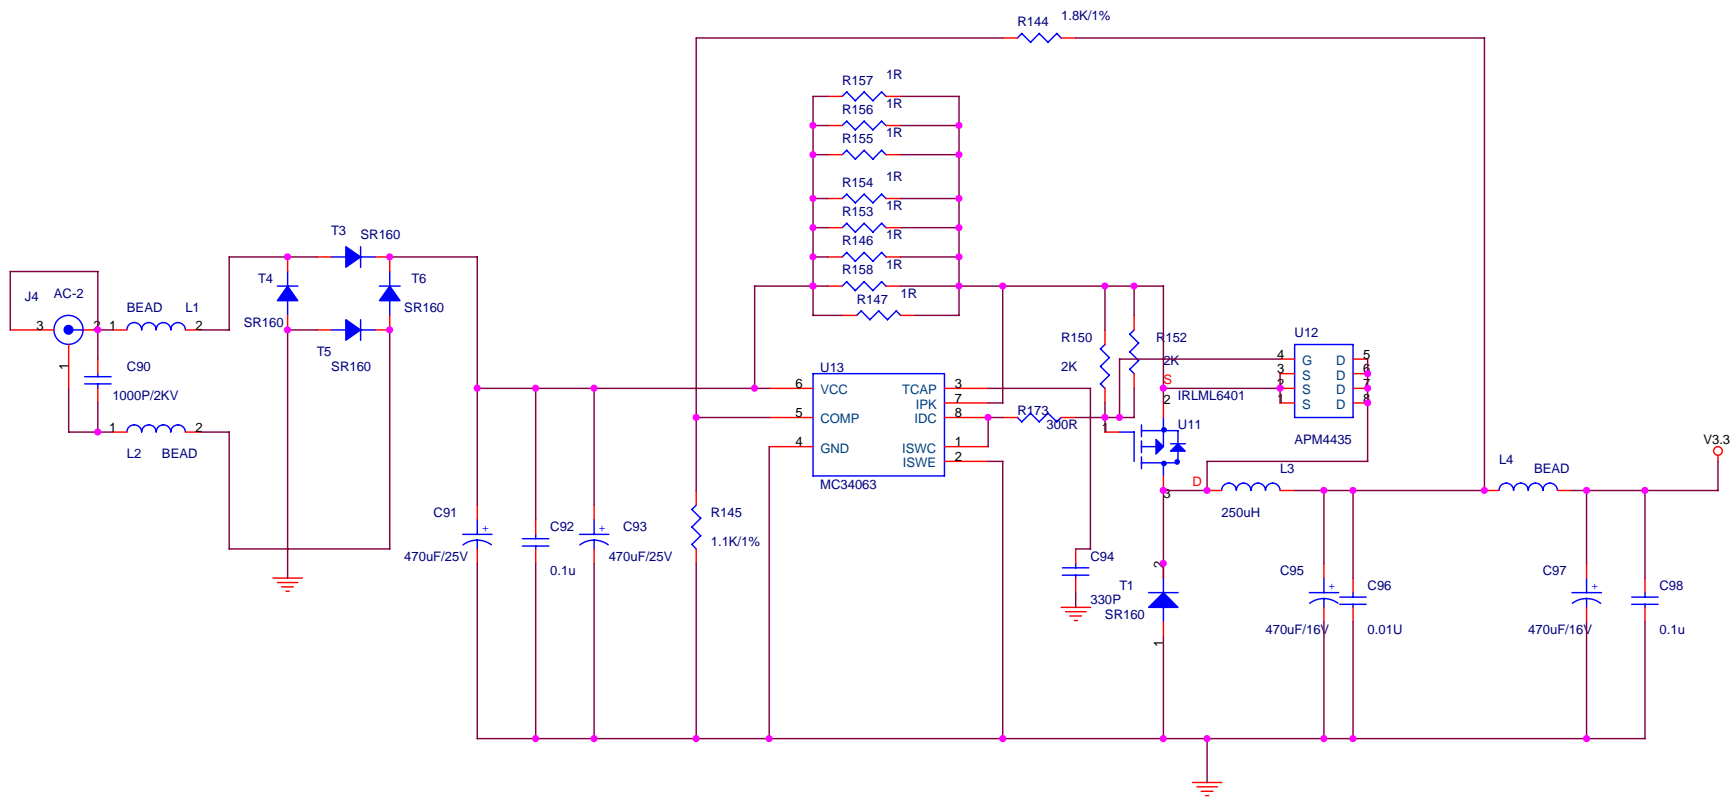 R144 1.8K/1%
R157 1R
R156 1R
R155 1R
R154 1R
R153 1R
R146 1R
R158 1R
R147 1R
J4 AC-2
3 2
1
BEAD L1
1 2
C90
1000P/2KV
1 2
L2 BEAD
T3 SR160
T4 SR160
T6 SR160
T5 SR160
C91
470uF/25V
C92
0.1u
C93
470uF/25V
R145
1.1K/1%
U13
6 VCC TCAP 3
IPK 7
5 COMP IDC 8
4 GND ISWC 1
ISWE 2
MC34063
R173
300R
R150
2K
R152
2K
S
2
IRLML6401
1
U11
3
D
U12
4 G D 5
3 S D 6
2 S D 7
1 S D 8
APM4435
L3
250uH
L4 BEAD
V3.3
C94
330P
2
T1
SR160
1
C95
470uF/16V
C96
0.01U
C97
470uF/16V
C98
0.1u